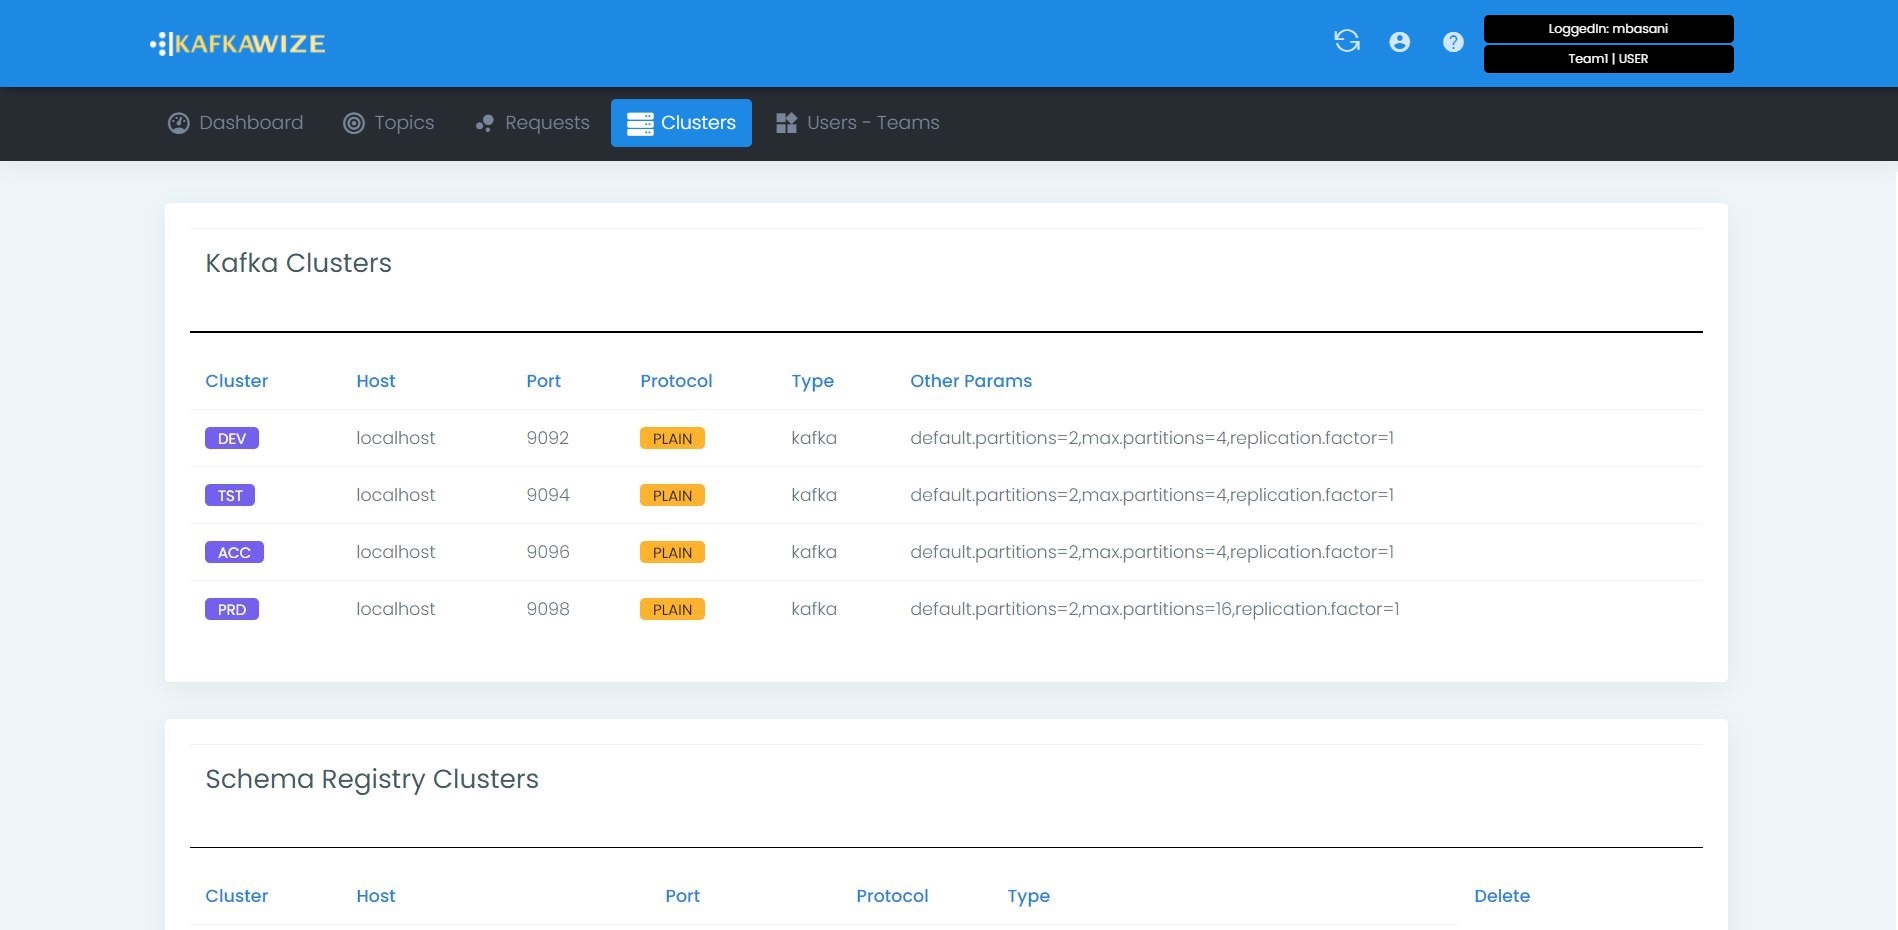 KAFKAWIZE
LoggedIn: mbasani
Team1 | USER
Dashboard Topics Requests Clusters Users - Teams
Kafka Clusters
Cluster Host Port Protocol Type Other Params
DEV localhost 9092 PLAIN kafka default.partitions=2,max.partitions=4,replication.factor=1
TST localhost 9094 PLAIN kafka default.partitions=2,max.partitions=4,replication.factor=1
ACC localhost 9096 PLAIN kafka default.partitions=2,max.partitions=4,replication.factor=1
PRD localhost 9098 PLAIN kafka default.partitions=2,max.partitions=16,replication.factor=1
Schema Registry Clusters
Cluster Host Port Protocol Type Delete